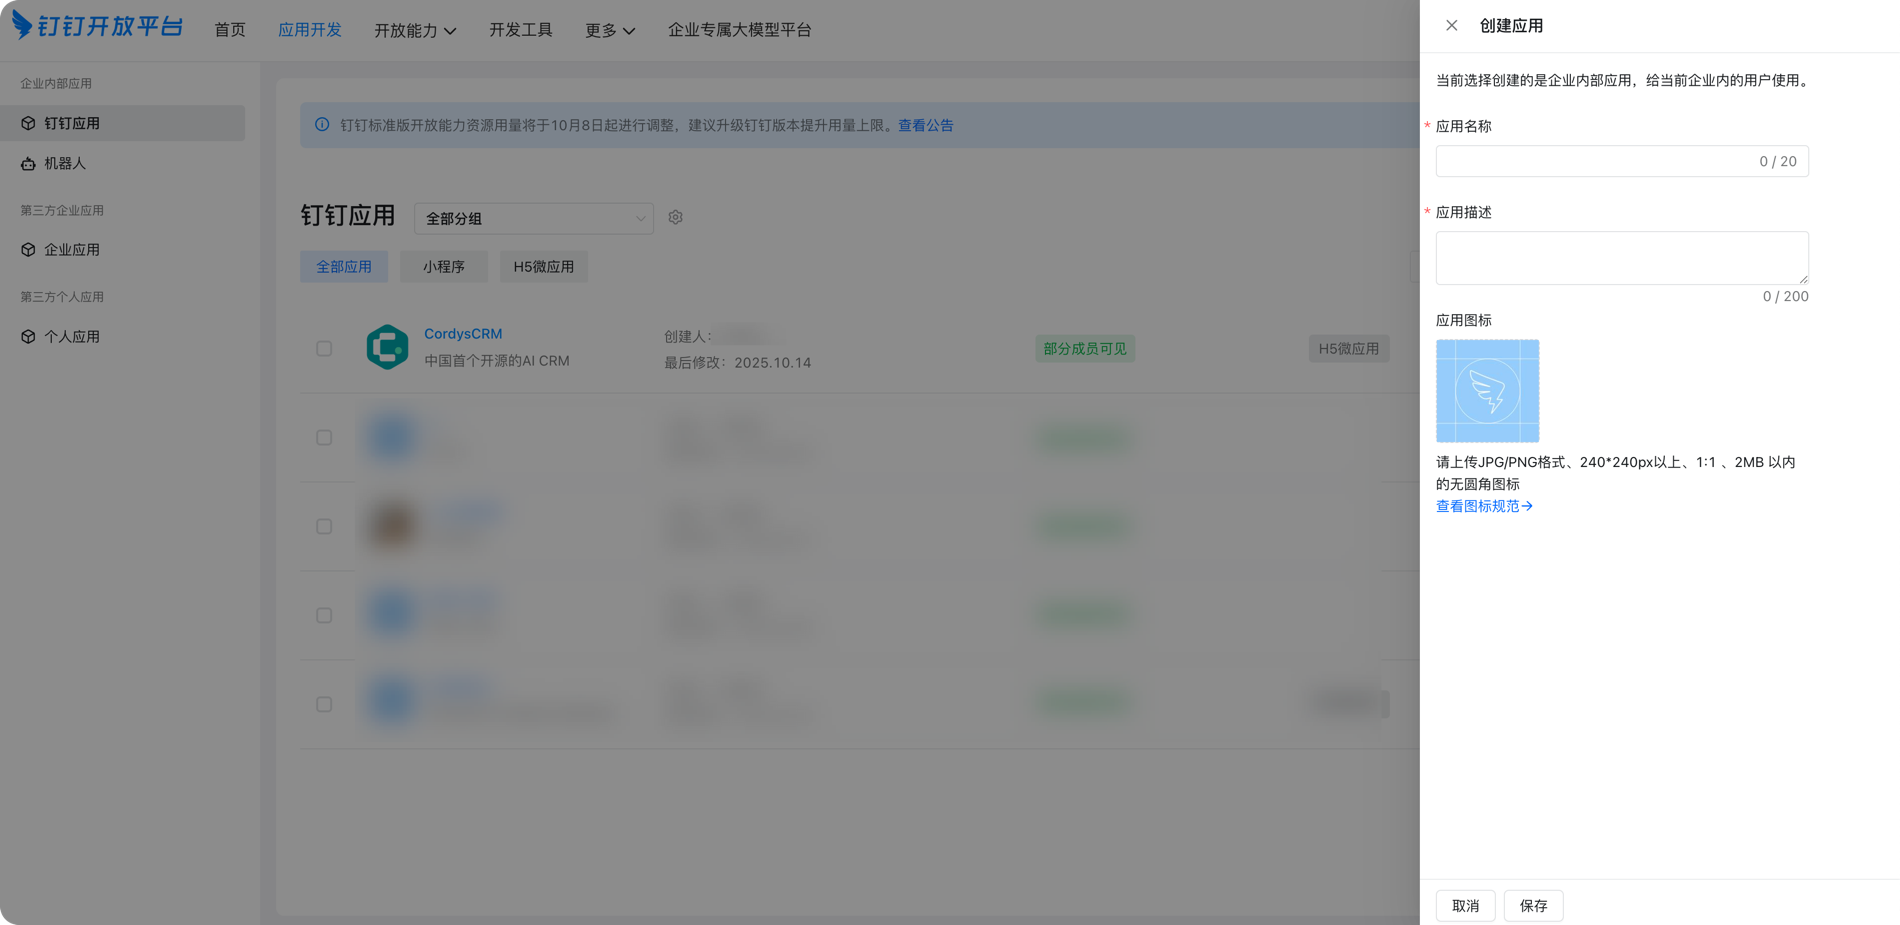 钉钉开放平台
首页
应用开发
开放能力
开发工具
更多
企业专属大模型平台
企业内部应用
钉钉应用
机器人
第三方企业应用
企业应用
第三方个人应用
个人应用
钉钉标准版开放能力资源用量将于10月8日起进行调整，建议升级钉钉版本提升用量上限。查看公告
钉钉应用
全部分组
全部应用
小程序
H5微应用
CordysCRM
中国首个开源的AI CRM
创建人：
最后修改：2025.10.14
部分成员可见
H5微应用
创建应用
当前选择创建的是企业内部应用，给当前企业内的用户使用。
* 应用名称
0 / 20
* 应用描述
0 / 200
应用图标
请上传JPG/PNG格式、240*240px以上、1:1 、2MB 以内
的无圆角图标
查看图标规范→
取消
保存